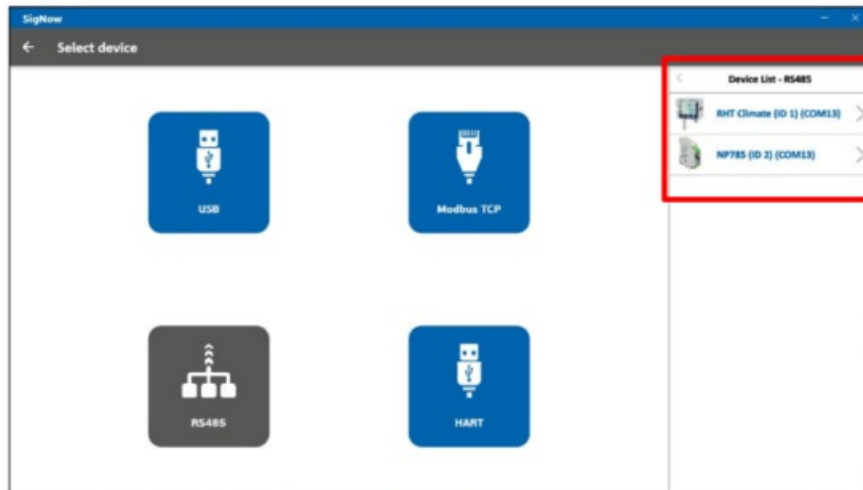 SigNow
Select device
Device List - RS485
RHT Climate (ID 1) (COM13)
NP785 (ID 2) (COM13)
USB
Modbus TCP
RS485
HART